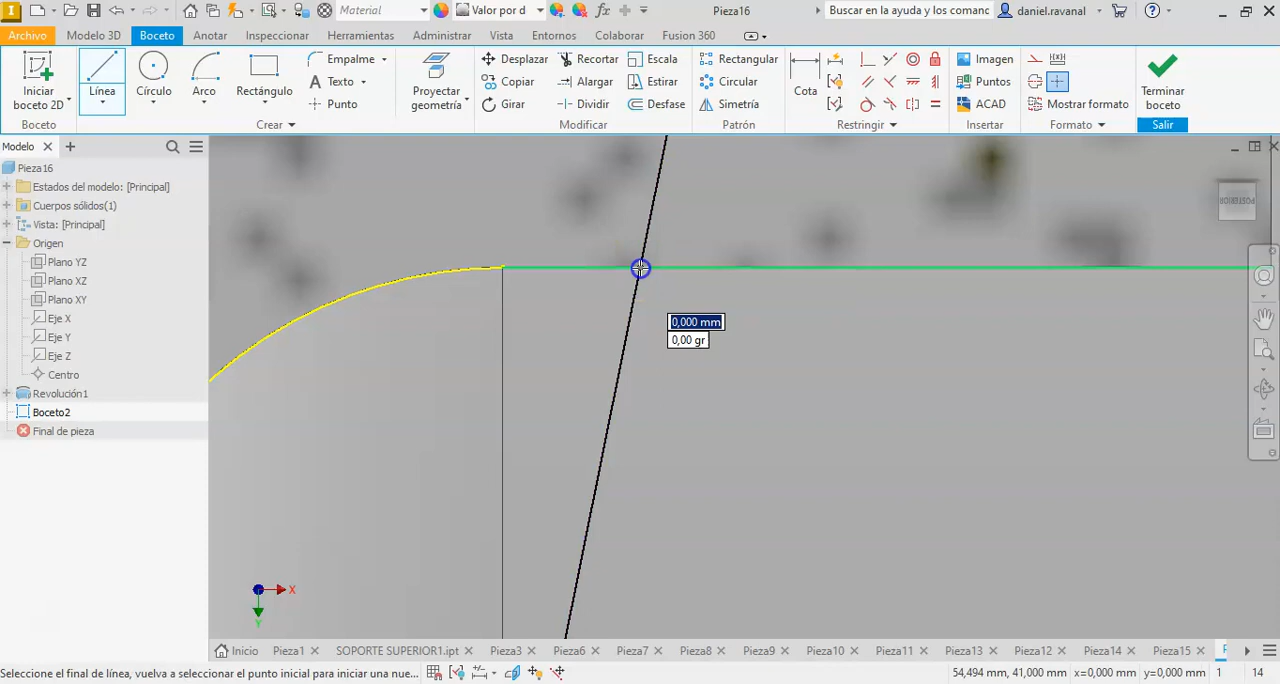 Material
Valor por d
fx
Pieza16
Buscar en la ayuda y los comanc
daniel.ravanal
Archivo Modelo 3D Boceto Anotar Inspeccionar Herramientas Administrar Vista Entornos Colaborar Fusion 360
Iniciar
boceto 2D
Boceto
Línea
Círculo
Arco
Rectángulo
Empalme
Texto
Punto
Crear
Proyectar
geometría
Desplazar
Copiar
Girar
Recortar
Alargar
Dividir
Escala
Estirar
Desfase
Modificar
Rectangular
Circular
Simetría
Patrón
Cota
Restringir
Imagen
Puntos
ACAD
Insertar
Mostrar formato
Formato
Terminar
boceto
Salir
Modelo
Pieza16
Estados del modelo: [Principal]
Cuerpos sólidos(1)
Vista: [Principal]
Origen
Plano YZ
Plano XZ
Plano XY
Eje X
Eje Y
Eje Z
Centro
Revolución1
Boceto2
Final de pieza
POSTERIOR
0,000 mm
0,00 gr
X
Y
Inicio Pieza1 SOPORTE SUPERIOR1.ipt Pieza3 Pieza6 Pieza7 Pieza8 Pieza9 Pieza10 Pieza11 Pieza13 Pieza12 Pieza14 Pieza15
Seleccione el final de línea, vuelva a seleccionar el punto inicial para iniciar una nue...
54,494 mm, 41,000 mm x=0,000 mm y=0,000 mm 1 14